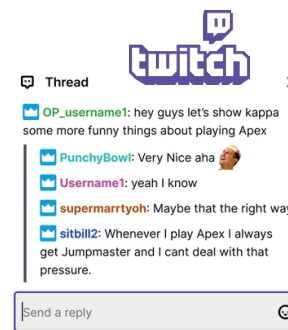 twitch
Thread
OP_username1: hey guys let's show kappa
some more funny things about playing Apex
PunchyBowl: Very Nice aha
Username1: yeah I know
supermarrtyoh: Maybe that the right way
sitbill2: Whenever I play Apex I always
get Jumpmaster and I cant deal with that
pressure.
Send a reply